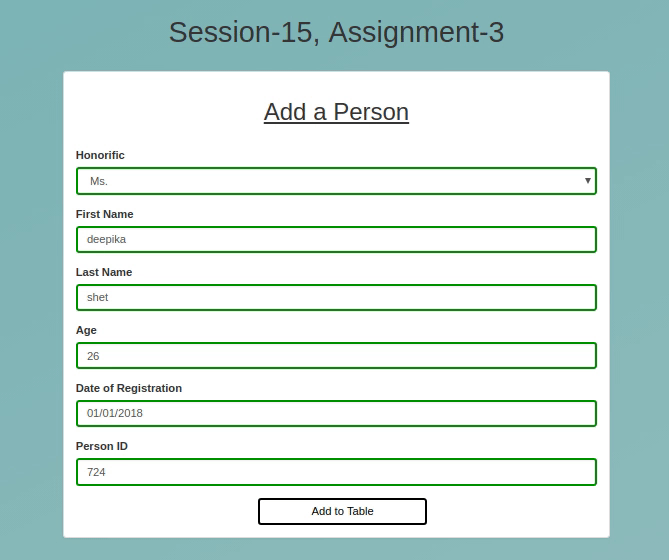 Session-15, Assignment-3
Add a Person
Honorific
Ms.
First Name
deepika
Last Name
shet
Age
26
Date of Registration
01/01/2018
Person ID
724
Add to Table